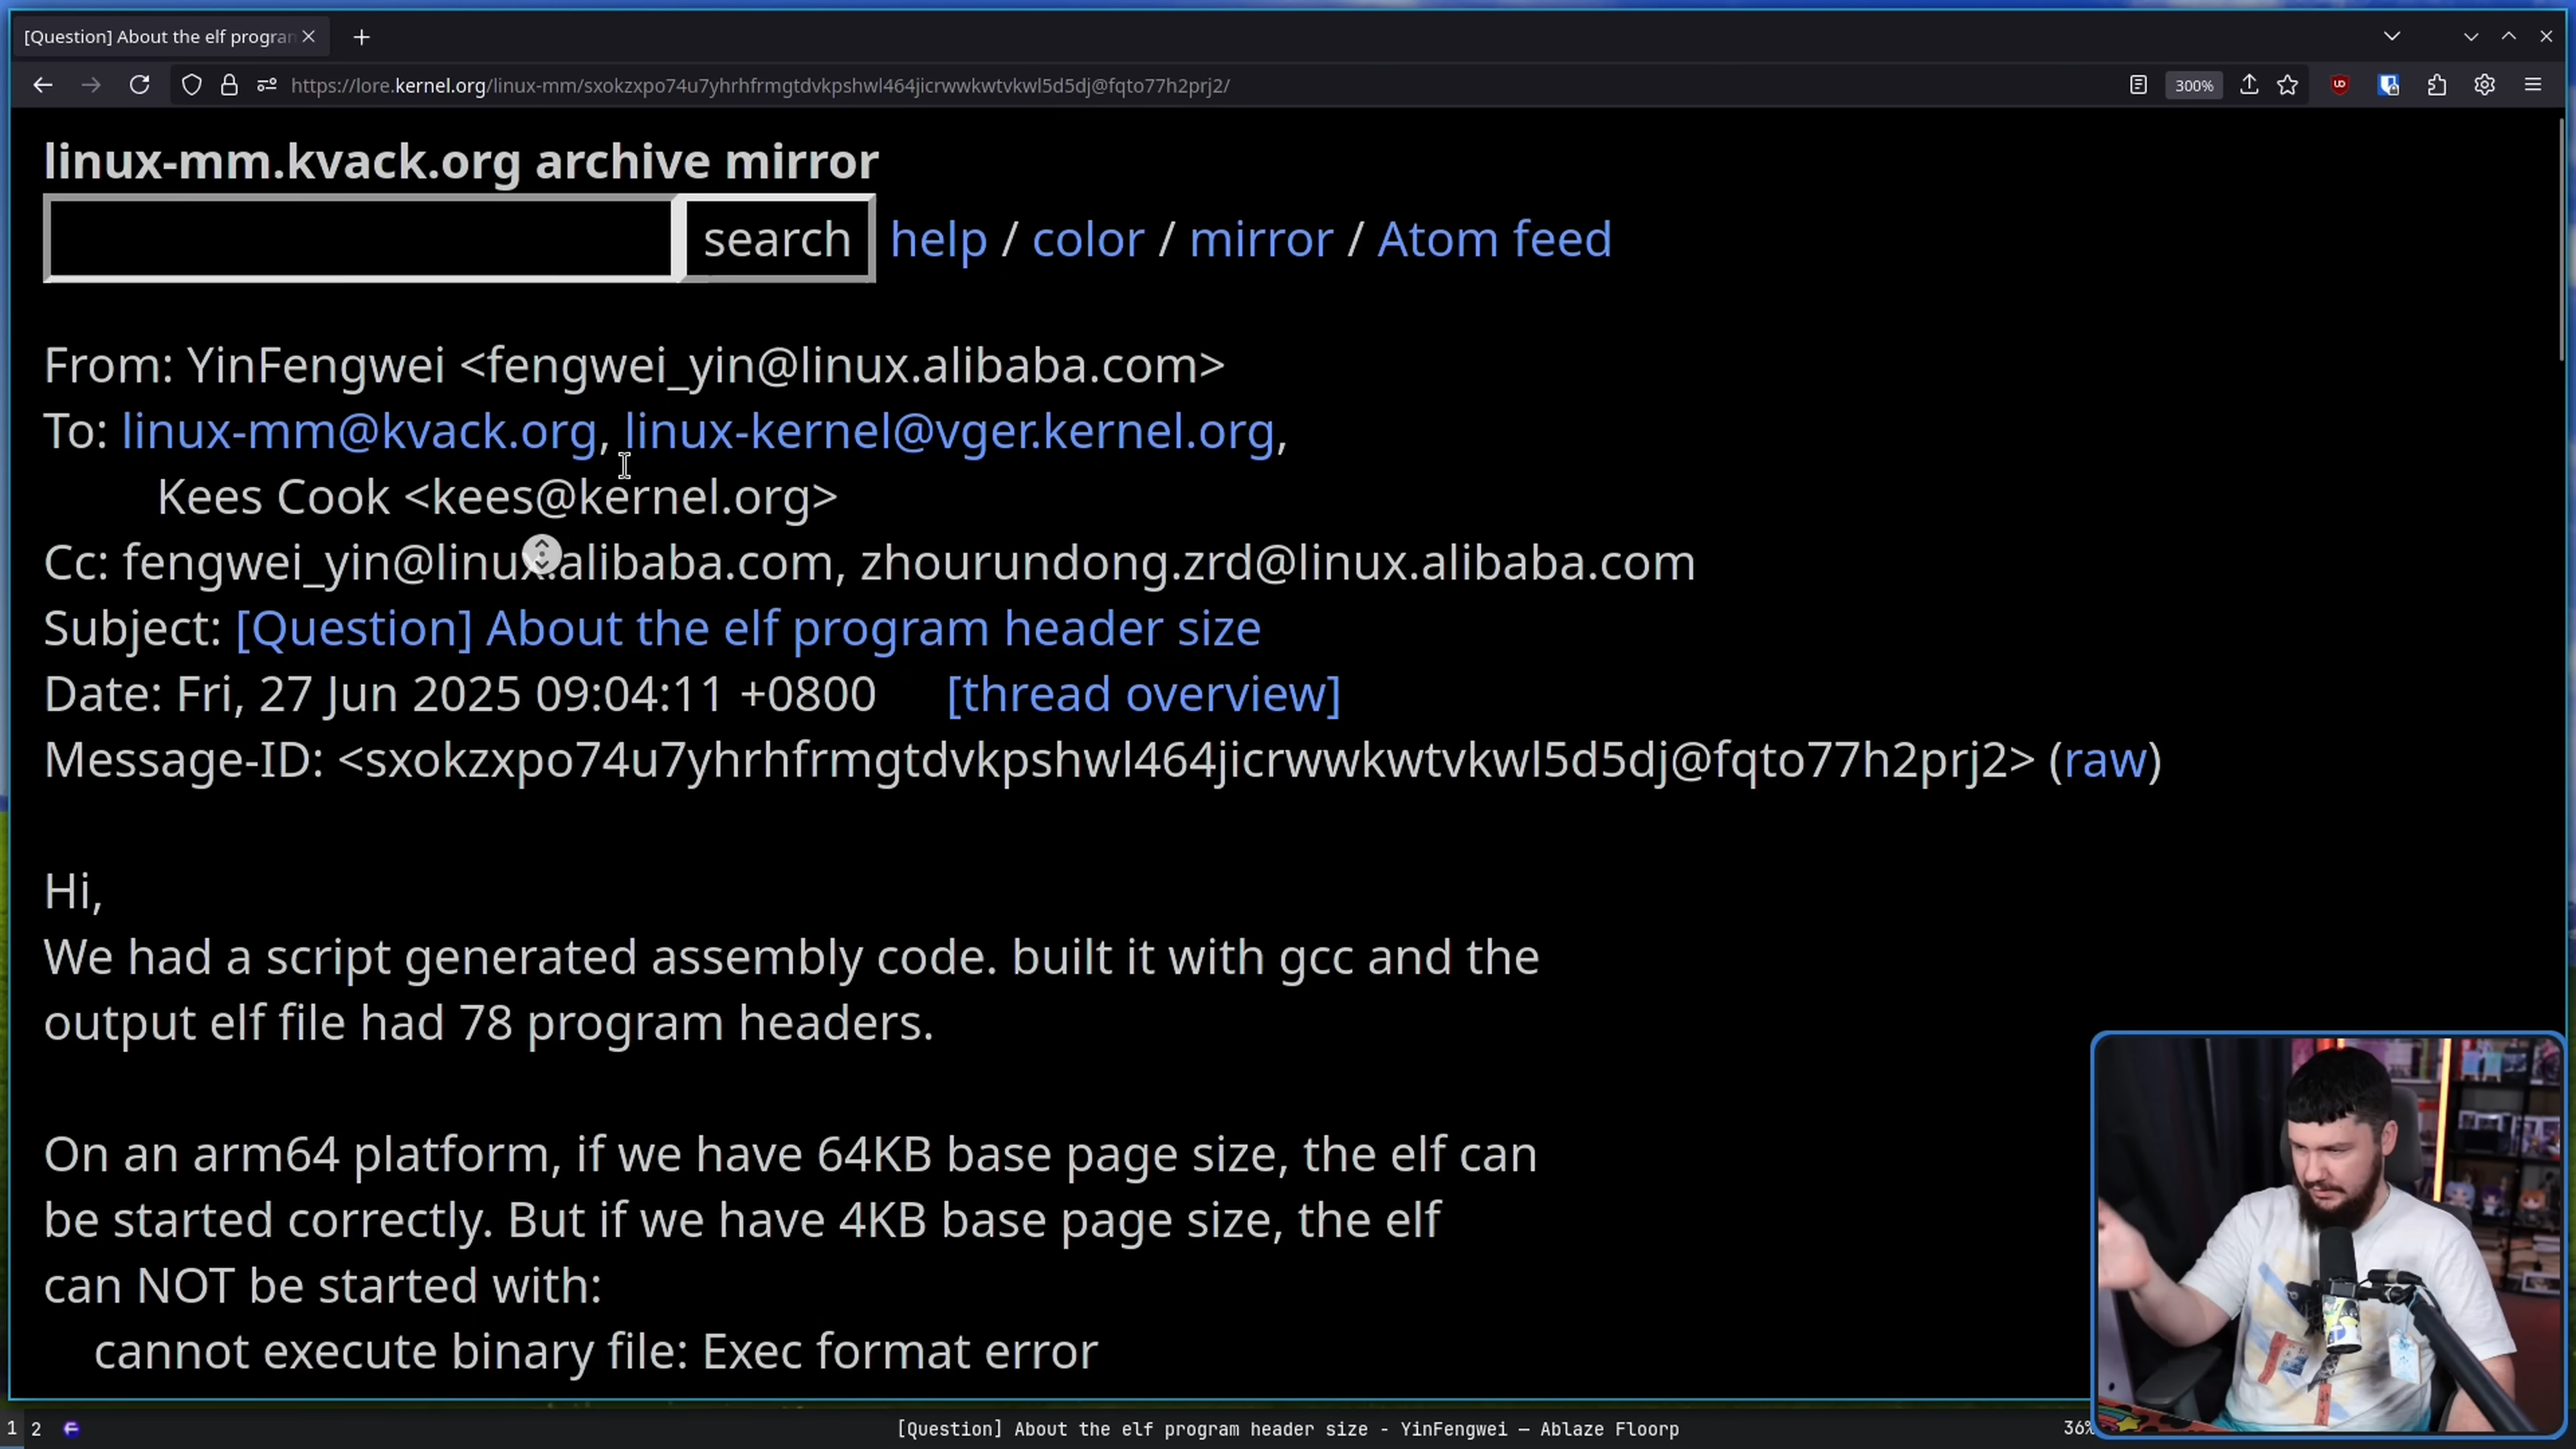 [Question] About the elf progran
https://lore.kernel.org/linux-mm/sxokzxpo74u7yhrhfrmgtdvkpshwl464jicrwwkwtvkwl5d5dj@fqto77h2prj2/
300%
linux-mm.kvack.org archive mirror
search help / color / mirror / Atom feed
From: YinFengwei <fengwei_yin@linux.alibaba.com>
To: linux-mm@kvack.org, linux-kernel@vger.kernel.org,
Kees Cook <kees@kernel.org>
Cc: fengwei_yin@linux.alibaba.com, zhourundong.zrd@linux.alibaba.com
Subject: [Question] About the elf program header size
Date: Fri, 27 Jun 2025 09:04:11 +0800 [thread overview]
Message-ID: <sxokzxpo74u7yhrhfrmgtdvkpshwl464jicrwwkwtvkwl5d5dj@fqto77h2prj2> (raw)
Hi,
We had a script generated assembly code. built it with gcc and the
output elf file had 78 program headers.
On an arm64 platform, if we have 64KB base page size, the elf can
be started correctly. But if we have 4KB base page size, the elf
can NOT be started with:
cannot execute binary file: Exec format error
1 2 [Question] About the elf program header size - YinFengwei — Ablaze Floorp 36%